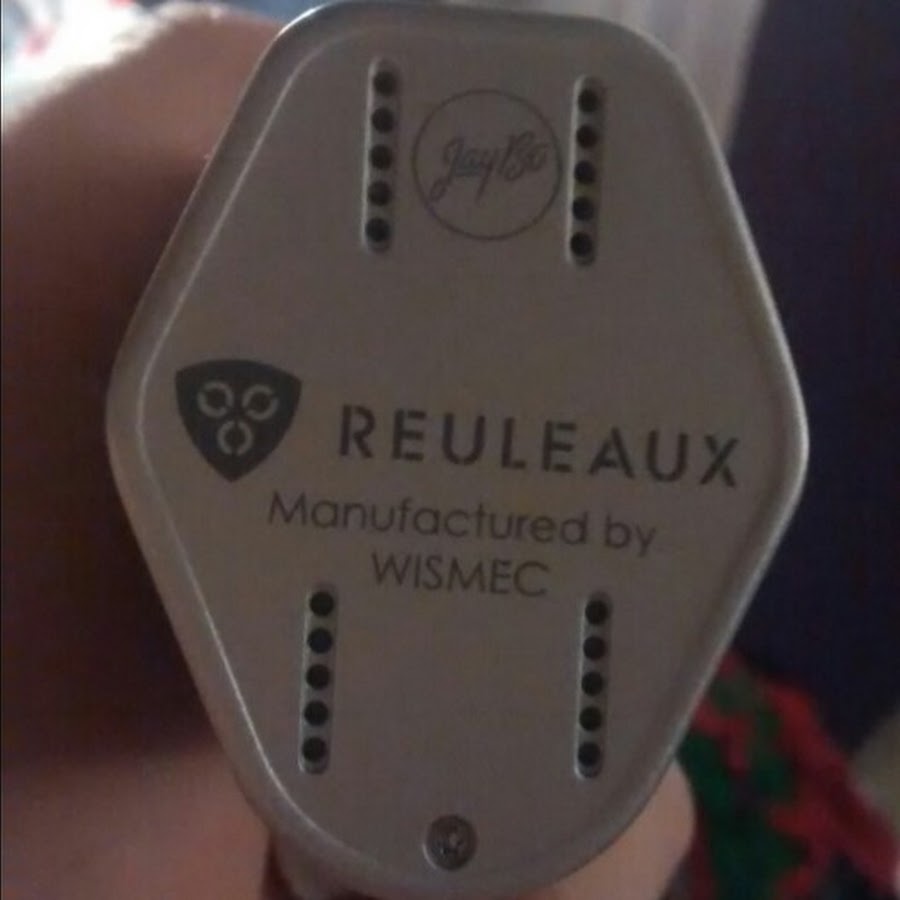 JayBo
REULEAUX
Manufactured by
WISMEC